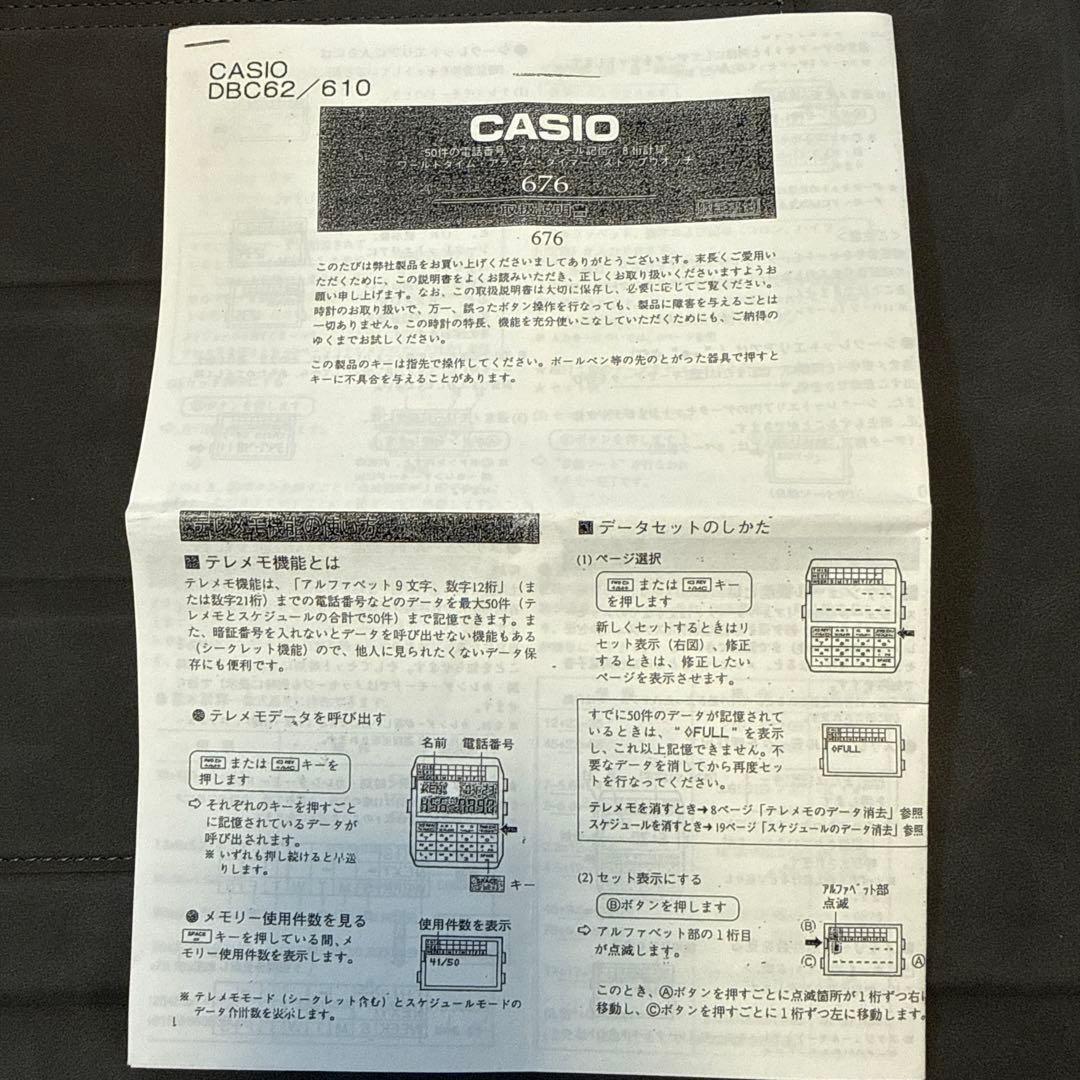 CASIO
DBC62/610
CASIO
50件の電話番号・スケジュール記憶・8桁計算
ワールドタイム・アラーム・タイマー・ストップウオッチ
676
取扱説明書
676
このたびは弊社製品をお買い上げくださいましてありがとうございます。末長くご愛用い
ただくために、この説明書をよくお読みいただき、正しくお取り扱いくださいますようお
願い申し上げます。なお、この取扱説明書は大切に保存し、必要に応じてご覧ください。
時計のお取り扱いで、万一、誤ったボタン操作を行なっても、製品に障害を与えることは
一切ありません。この時計の特長、機能を充分使いこなしていただくためにも、ご納得の
ゆくまでお試しください。
この製品のキーは指先で操作してください。ボールペン等の先のとがった器具で押すと
キーに不具合を与えることがあります。
テレメモ機能の使い方
テレメモ機能とは
テレメモ機能は、「アルファベット9文字、数字12桁」(ま
たは数字21桁)までの電話番号などのデータを最大50件(テ
レメモとスケジュールの合計で50件)まで記憶できます。ま
た、暗証番号を入れないとデータを呼び出せない機能もある
(シークレット機能)ので、他人に見られたくないデータ保
存にも便利です。
テレメモデータを呼び出す
名前 電話番号
または キーを
押します
⇨ それぞれのキーを押すごと
に記憶されているデータが
呼び出されます。
※ いずれも押し続けると早送
りします。
SPACE キー
メモリー使用件数を見る
使用件数を表示
SPACE キーを押している間、メ
モリー使用件数を表示します。
41/50
※ テレメモモード(シークレット含む)とスケジュールモードの
データ件数を表示します。
1
■ データセットのしかた
(1) ページ選択
または キー
を押します
新しくセットするときはリ
セット表示(右図)、修正
するときは、修正したい
ページを表示させます。
すでに50件のデータが記憶されて
いるときは、"◊FULL"を表示
し、これ以上記憶できません。不
要なデータを消してから再度セッ
トを行なってください。
◊FULL
テレメモを消すとき➔8ページ「テレメモのデータ消去」参照
スケジュールを消すとき➔19ページ「スケジュールのデータ消去」参照
(2) セット表示にする
アルファベット部
点滅
Ⓑボタンを押します
⇨ アルファベット部の1桁目
が点滅します。
(B)
(C)
(A)
このとき、Ⓐボタンを押すごとに点滅箇所が1桁ずつ右に
移動し、Ⓒボタンを押すごとに1桁ずつ左に移動します。